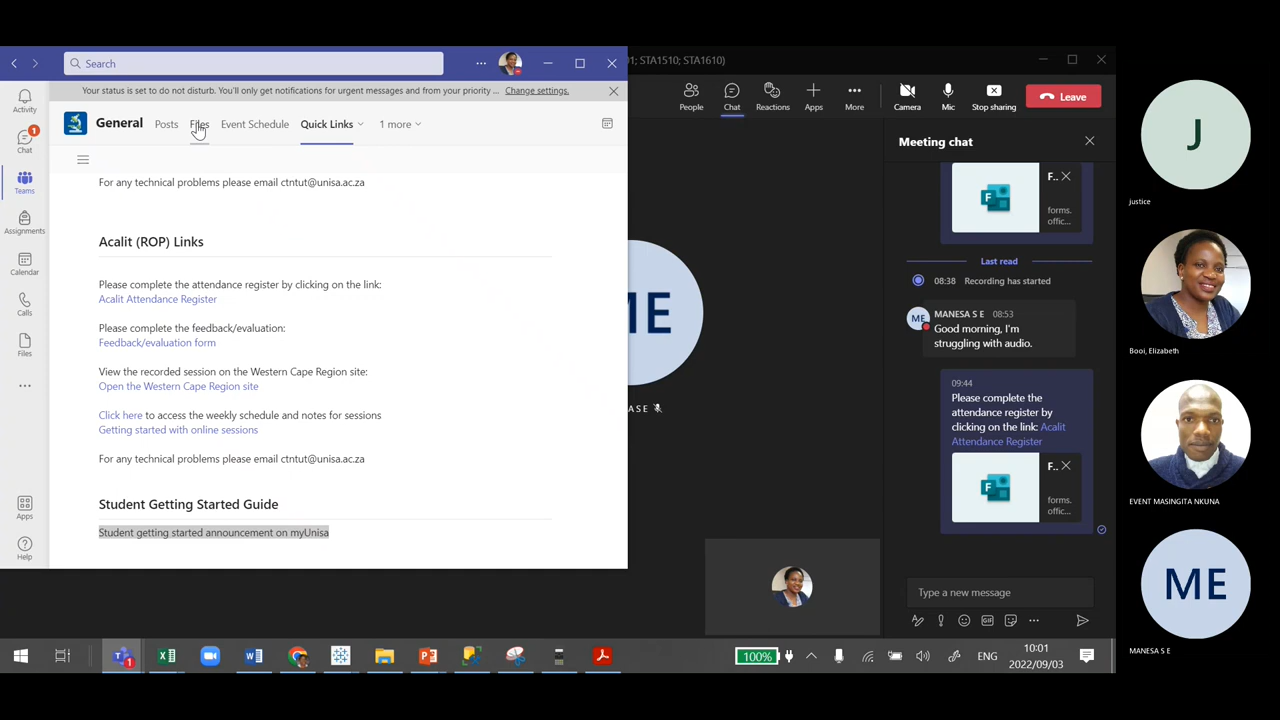 Search
Your status is set to do not disturb. You'll only get notifications for urgent messages and from your priority ... Change settings.
General Posts Files Event Schedule Quick Links 1 more
Activity
Chat
1
Teams
Assignments
Calendar
Calls
Files
Apps
Help
For any technical problems please email ctntut@unisa.ac.za
Acalit (ROP) Links
Please complete the attendance register by clicking on the link:
Acalit Attendance Register
Please complete the feedback/evaluation:
Feedback/evaluation form
View the recorded session on the Western Cape Region site:
Open the Western Cape Region site
Click here to access the weekly schedule and notes for sessions
Getting started with online sessions
For any technical problems please email ctntut@unisa.ac.za
Student Getting Started Guide
Student getting started announcement on myUnisa
STA1510; STA1610)
People Chat Reactions Apps More Camera Mic Stop sharing Leave
ME
ASE
Meeting chat
F..
forms.
offic...
Last read
08:38 Recording has started
ME
MANESA S E 08:53
Good morning, I'm
struggling with audio.
09:44
Please complete the
attendance register by
clicking on the link: Acalit
Attendance Register
F..
forms.
offic...
Type a new message
J
justice
Booi, Elizabeth
EVENT MASINGITA NKUNA
ME
MANESA S E
1
100%
ENG
10:01
2022/09/03